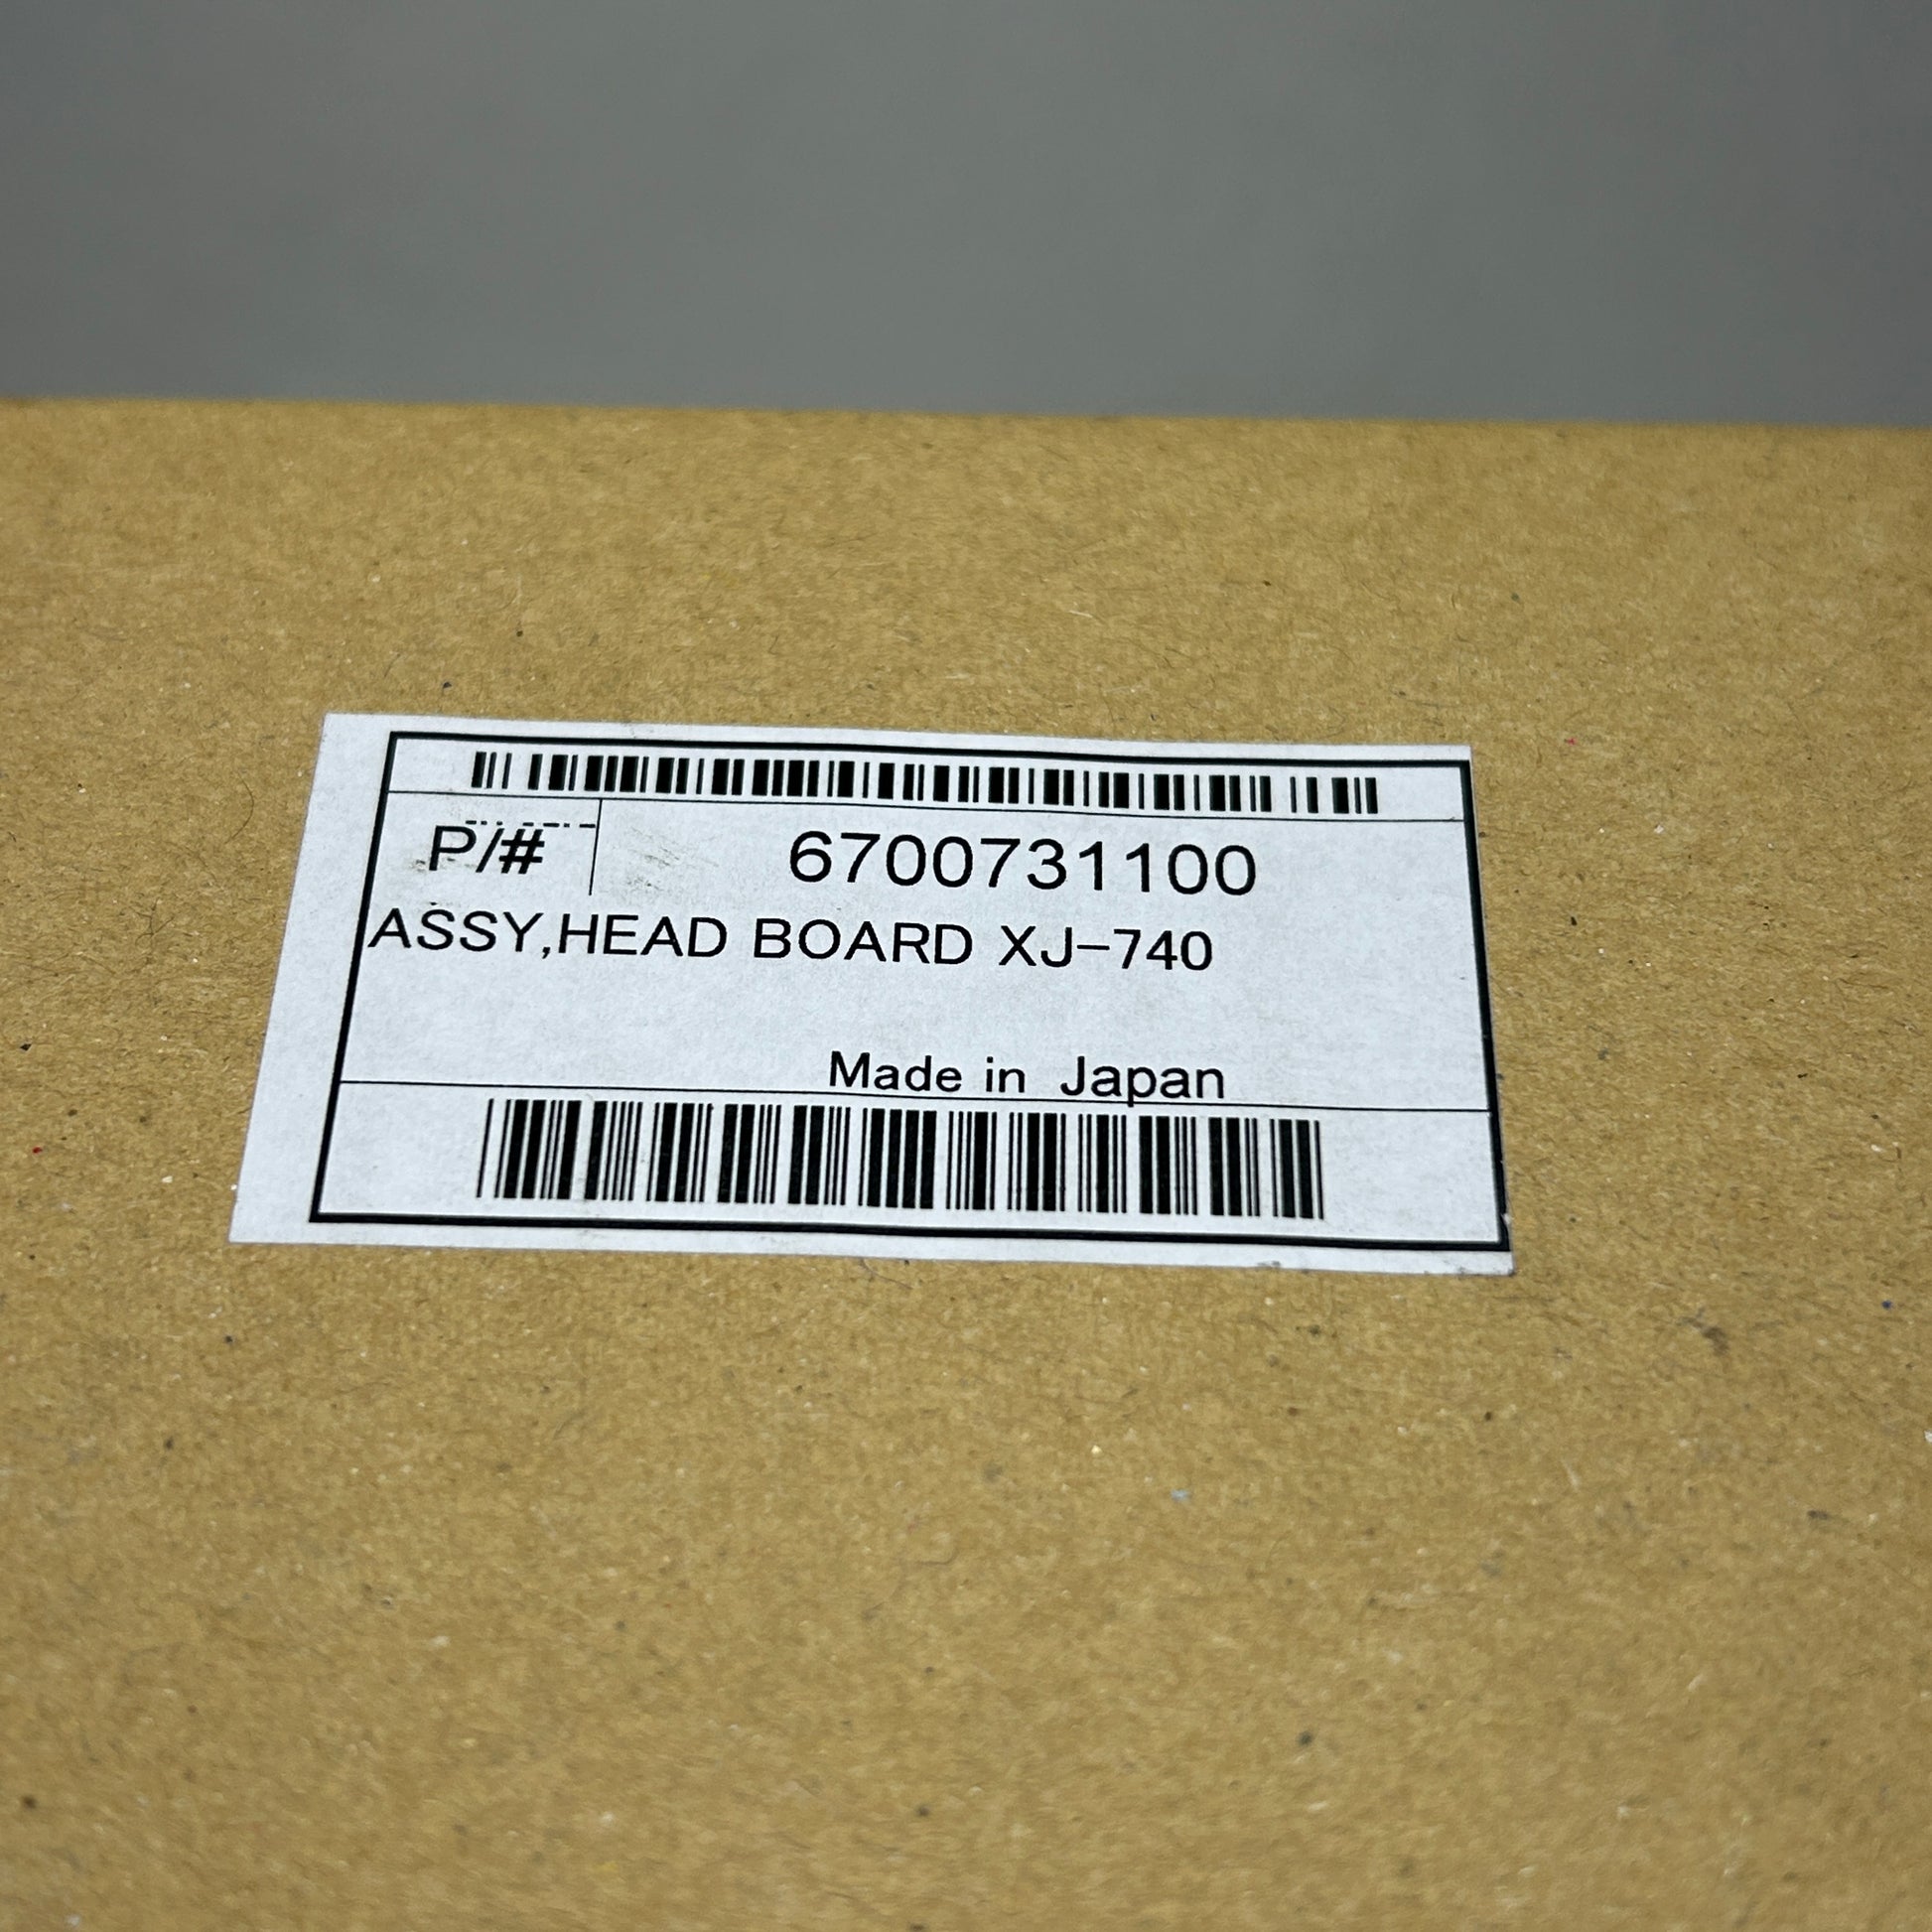 P/# 6700731100
ASSY,HEAD BOARD XJ-740
Made in Japan